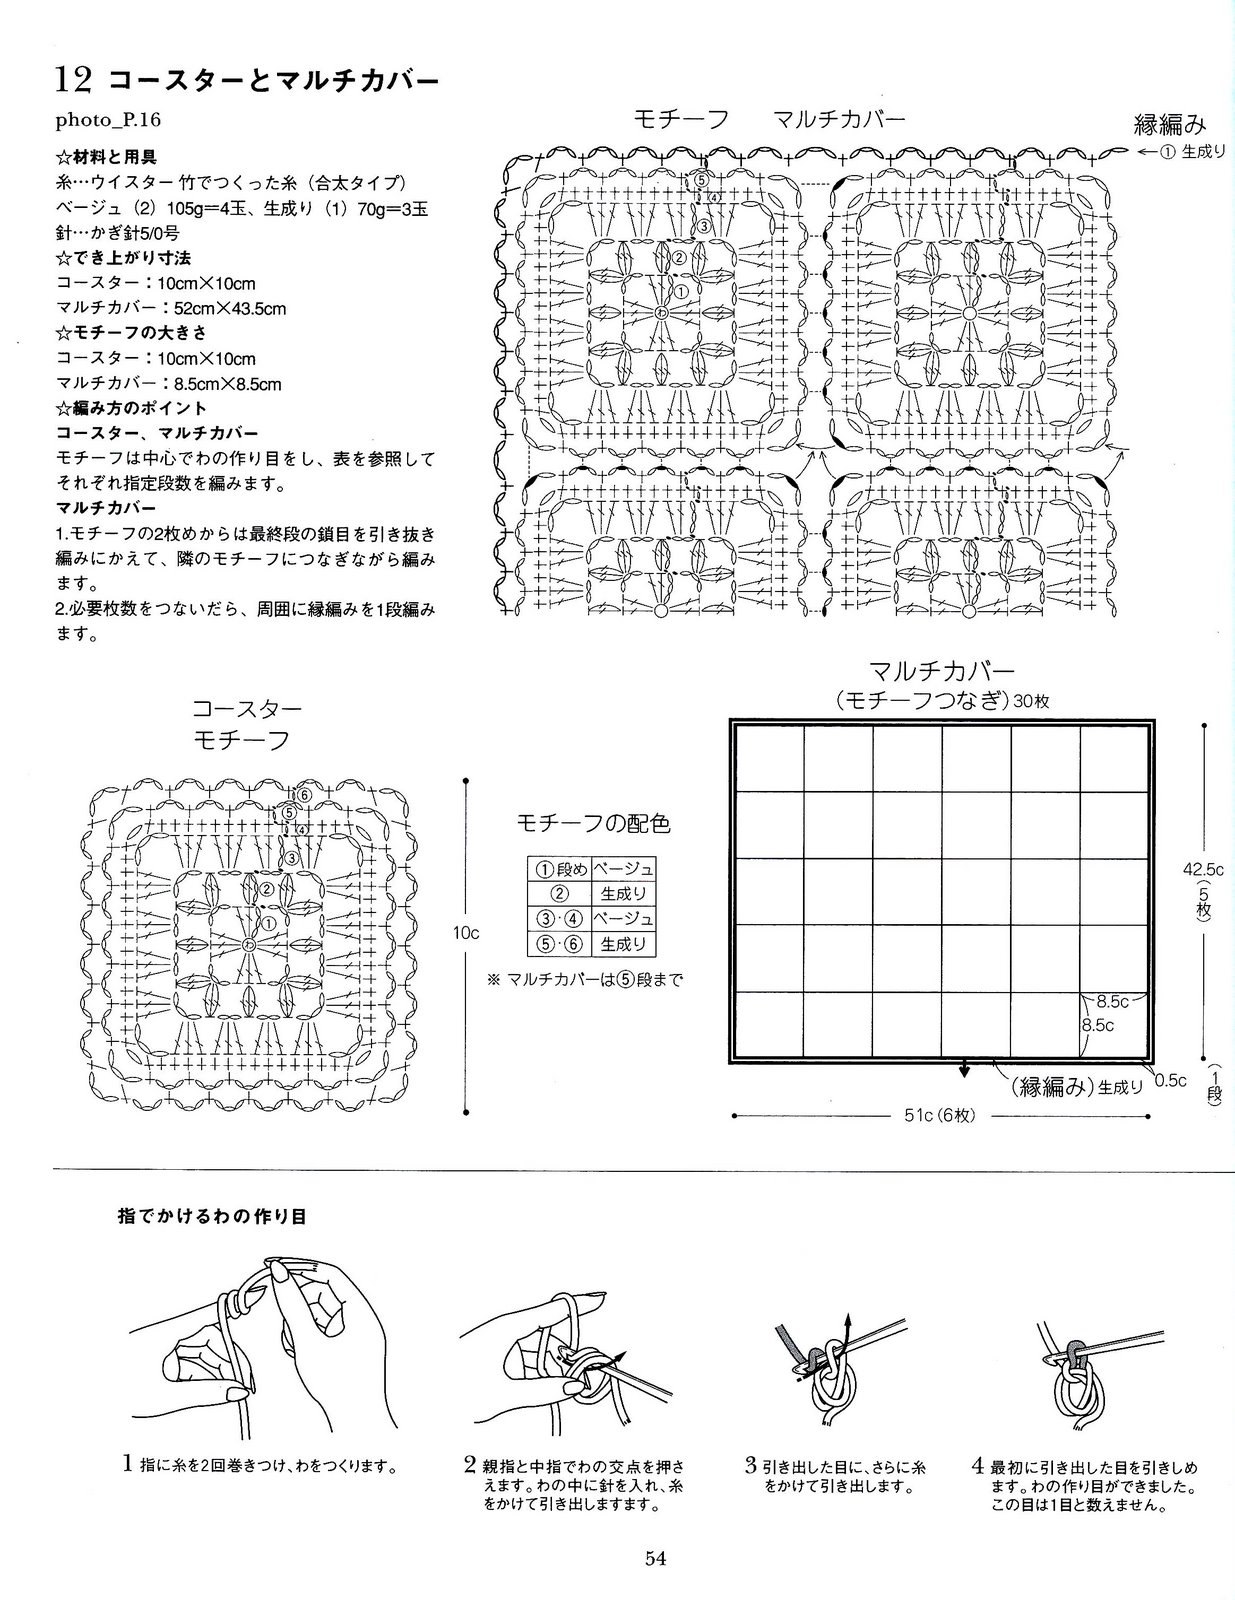 12 コースターとマルチカバー
photo_P.16
☆材料と用具
糸…ウイスター 竹でつくった糸（合太タイプ）
ベージュ（2）105g＝4玉、生成り（1）70g＝3玉
針…かぎ針5/0号
☆でき上がり寸法
コースター：10cm×10cm
マルチカバー：52cm×43.5cm
☆モチーフの大きさ
コースター：10cm×10cm
マルチカバー：8.5cm×8.5cm
☆編み方のポイント
コースター、マルチカバー
モチーフは中心でわの作り目をし、表を参照して
それぞれ指定段数を編みます。
マルチカバー
1.モチーフの2枚めからは最終段の鎖目を引き抜き
編みにかえて、隣のモチーフにつなぎながら編み
ます。
2.必要枚数をつないだら、周囲に縁編みを1段編み
ます。
モチーフ マルチカバー
縁編み
←① 生成り
⑤
④
③
②
①
わ
コースター
モチーフ
⑥
⑤
④
③
②
①
わ
10c
モチーフの配色
①段め ベージュ
② 生成り
③・④ ベージュ
⑤・⑥ 生成り
※ マルチカバーは⑤段まで
マルチカバー
（モチーフつなぎ）30枚
42.5c
（5枚）
8.5c
8.5c
（縁編み）生成り
0.5c
（1段）
51c（6枚）
指でかけるわの作り目
1 指に糸を2回巻きつけ、わをつくります。
2 親指と中指でわの交点を押さ
えます。わの中に針を入れ、糸
をかけて引き出しますます。
3 引き出した目に、さらに糸
をかけて引き出します。
4 最初に引き出した目を引きしめ
ます。わの作り目ができました。
この目は1目と数えません。
54